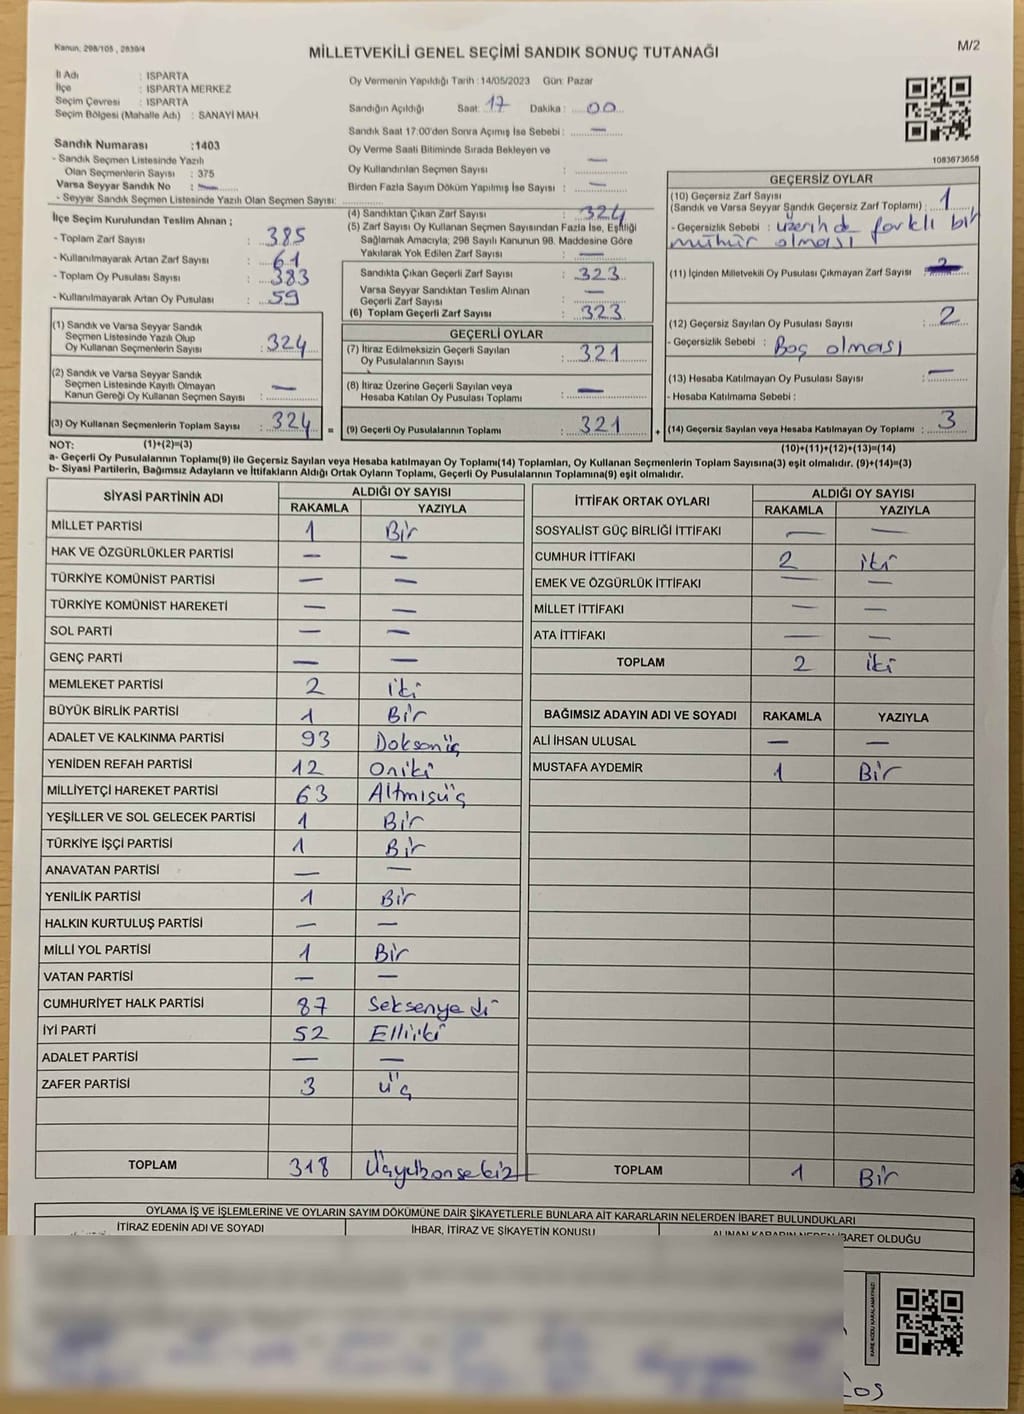 Kanun, 298/105 , 2839/4
MİLLETVEKİLİ GENEL SEÇİMİ SANDIK SONUÇ TUTANAĞI
M/2
İl Adı : ISPARTA
İlçe : ISPARTA MERKEZ
Seçim Çevresi : ISPARTA
Seçim Bölgesi (Mahalle Adı) : SANAYİ MAH.
Sandık Numarası :1403
- Sandık Seçmen Listesinde Yazılı
Olan Seçmenlerin Sayısı : 375
Varsa Seyyar Sandık No : —
- Seyyar Sandık Seçmen Listesinde Yazılı Olan Seçmen Sayısı:
Oy Vermenin Yapıldığı Tarih :14/05/2023 Gün: Pazar
Sandığın Açıldığı Saat: 17 Dakika : 00
Sandık Saat 17:00'den Sonra Açımış İse Sebebi : —
Oy Verme Saati Bitiminde Sırada Bekleyen ve
Oy Kullandırılan Seçmen Sayısı : —
Birden Fazla Sayım Döküm Yapılmış İse Sayısı : —
1083673658
İlçe Seçim Kurulundan Teslim Alınan ;
- Toplam Zarf Sayısı : 385
- Kullanılmayarak Artan Zarf Sayısı : 61
- Toplam Oy Pusulası Sayısı : 383
- Kullanılmayarak Artan Oy Pusulası : 59
(1) Sandık ve Varsa Seyyar Sandık
Seçmen Listesinde Yazılı Olup
Oy Kullanan Seçmenlerin Sayısı : 324
(2) Sandık ve Varsa Seyyar Sandık
Seçmen Listesinde Kayıtlı Olmayan
Kanun Gereği Oy Kullanan Seçmen Sayısı : —
(3) Oy Kullanan Seçmenlerin Toplam Sayısı : 324 =
(4) Sandıktan Çıkan Zarf Sayısı : 324
(5) Zarf Sayısı Oy Kullanan Seçmen Sayısından Fazla İse, Eşitliği
Sağlamak Amacıyla, 298 Sayılı Kanunun 98. Maddesine Göre
Yakılarak Yok Edilen Zarf Sayısı : —
Sandıkta Çıkan Geçerli Zarf Sayısı : 323
Varsa Seyyar Sandıktan Teslim Alınan
Geçerli Zarf Sayısı : —
(6) Toplam Geçerli Zarf Sayısı : 323
GEÇERLİ OYLAR
(7) İtiraz Edilmeksizin Geçerli Sayılan
Oy Pusulalarının Sayısı : 321
(8) İtiraz Üzerine Geçerli Sayılan veya
Hesaba Katılan Oy Pusulası Toplamı : —
(9) Geçerli Oy Pusulalarının Toplamı : 321 +
GEÇERSİZ OYLAR
(10) Geçersiz Zarf Sayısı
(Sandık ve Varsa Seyyar Sandık Geçersiz Zarf Toplamı) : 1
- Geçersizlik Sebebi : üzerinde farklı bir
mühür olması
(11) İçinden Milletvekili Oy Pusulası Çıkmayan Zarf Sayısı :
(12) Geçersiz Sayılan Oy Pusulası Sayısı : 2
- Geçersizlik Sebebi : Boş olması
(13) Hesaba Katılmayan Oy Pusulası Sayısı : —
- Hesaba Katılmama Sebebi :
(14) Geçersiz Sayılan veya Hesaba Katılmayan Oy Toplamı : 3
NOT: (1)+(2)=(3) (10)+(11)+(12)+(13)=(14)
a- Geçerli Oy Pusulalarının Toplamı(9) ile Geçersiz Sayılan veya Hesaba katılmayan Oy Toplamı(14) Toplamları, Oy Kullanan Seçmenlerin Toplam Sayısına(3) eşit olmalıdır. (9)+(14)=(3)
b- Siyasi Partilerin, Bağımsız Adayların ve İttifakların Aldığı Ortak Oyların Toplamı, Geçerli Oy Pusulalarının Toplamına(9) eşit olmalıdır.
SİYASİ PARTİNİN ADI ALDIĞI OY SAYISI
RAKAMLA YAZIYLA
MİLLET PARTİSİ 1 Bir
HAK VE ÖZGÜRLÜKLER PARTİSİ — —
TÜRKİYE KOMÜNİST PARTİSİ — —
TÜRKİYE KOMÜNİST HAREKETİ — —
SOL PARTİ — —
GENÇ PARTİ — —
MEMLEKET PARTİSİ 2 iki
BÜYÜK BİRLİK PARTİSİ 1 Bir
ADALET VE KALKINMA PARTİSİ 93 Doksanüç
YENİDEN REFAH PARTİSİ 12 Oniki
MİLLİYETÇİ HAREKET PARTİSİ 63 Altmışüç
YEŞİLLER VE SOL GELECEK PARTİSİ 1 Bir
TÜRKİYE İŞÇİ PARTİSİ 1 Bir
ANAVATAN PARTİSİ — —
YENİLİK PARTİSİ 1 Bir
HALKIN KURTULUŞ PARTİSİ — —
MİLLİ YOL PARTİSİ 1 Bir
VATAN PARTİSİ — —
CUMHURİYET HALK PARTİSİ 87 Seksenyedi
İYİ PARTİ 52 Elliiki
ADALET PARTİSİ — —
ZAFER PARTİSİ 3 üç
TOPLAM 318 Üçyüzonsekiz
İTTİFAK ORTAK OYLARI ALDIĞI OY SAYISI
RAKAMLA YAZIYLA
SOSYALİST GÜÇ BİRLİĞİ İTTİFAKI — —
CUMHUR İTTİFAKI 2 iki
EMEK VE ÖZGÜRLÜK İTTİFAKI — —
MİLLET İTTİFAKI — —
ATA İTTİFAKI — —
TOPLAM 2 iki
BAĞIMSIZ ADAYIN ADI VE SOYADI RAKAMLA YAZIYLA
ALİ İHSAN ULUSAL — —
MUSTAFA AYDEMİR 1 Bir
TOPLAM 1 Bir
OYLAMA İŞ VE İŞLEMLERİNE VE OYLARIN SAYIM DÖKÜMÜNE DAİR ŞİKAYETLERLE BUNLARA AİT KARARLARIN NELERDEN İBARET BULUNDUKLARI
İTİRAZ EDENİN ADI VE SOYADI İHBAR, İTİRAZ VE ŞİKAYETİN KONUSU ALINAN KARARIN NEDEN İBARET OLDUĞU
KARE KODU KARALAMAYINIZ!